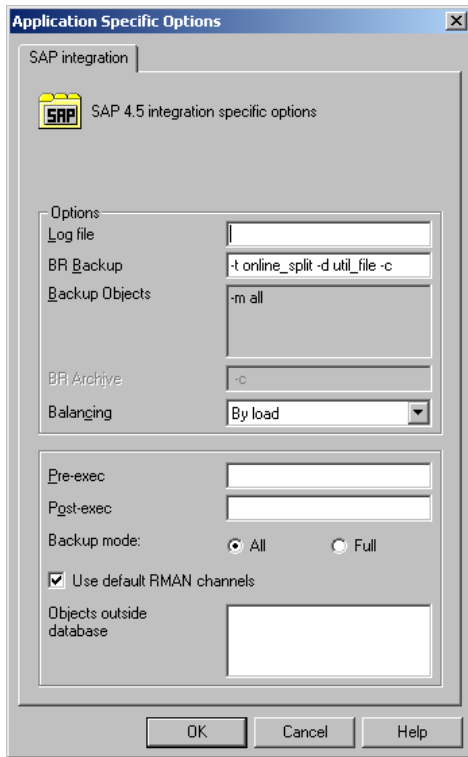 Application Specific Options
SAP integration
SAP SAP 4.5 integration specific options
Options
Log file
BR Backup -t online_split -d util_file -c
Backup Objects -m all
BR Archive -c
Balancing By load
Pre-exec
Post-exec
Backup mode: All Full
Use default RMAN channels
Objects outside
database
OK Cancel Help